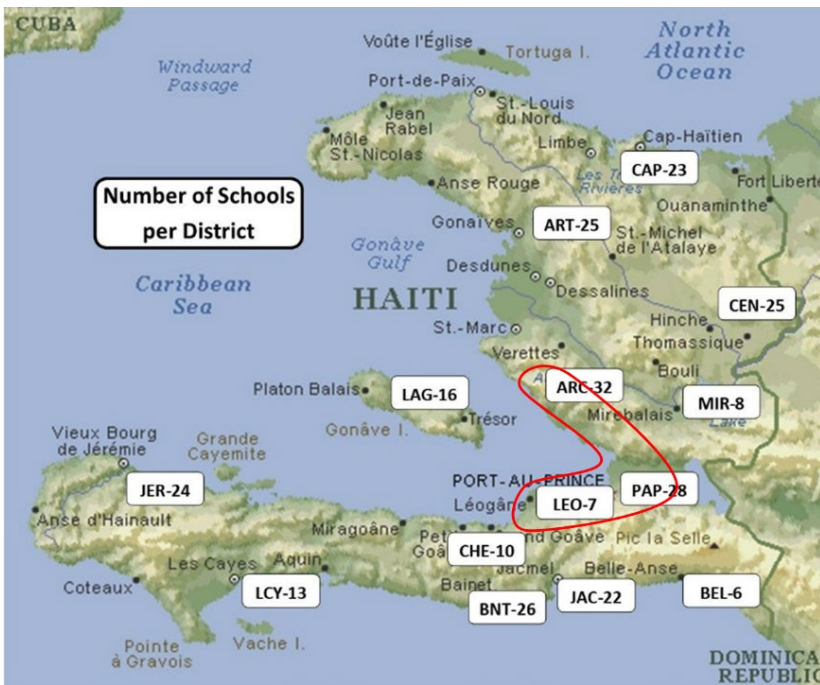 CUBA
North
Atlantic
Ocean
Voûte l'Église
Tortuga I.
Windward
Passage
Port-de-Paix
St.-Louis
du Nord
Jean
Rabel
Môle
St.-Nicolas
Limbe
Cap-Haïtien
CAP-23
Fort Liberte
Ouanaminthe
Anse Rouge
Number of Schools
per District
Gonaïves
ART-25
St.-Michel
de l'Atalaye
Gonâve
Gulf
Desdunes
Dessalines
Caribbean
Sea
HAITI
CEN-25
St.-Marc
Hinche
Thomassique
Verettes
Bouli
ARC-32
LAG-16
Platon Balais
Mirebalais
MIR-8
Lake
Trésor
Gonâve I.
Vieux Bourg
de Jérémie
Grande
Cayemite
PORT-AU-PRINCE
JER-24
Léogâne
LEO-7
PAP-28
Anse d'Hainault
Miragoâne
Goâve
Pic la Selle
CHE-10
Les Cayes
Aquin
Jacmel
Belle-Anse
Coteaux
LCY-13
Bainet
BNT-26
JAC-22
BEL-6
Pointe
à Gravois
Vache I.
DOMINICA
REPUBLIC